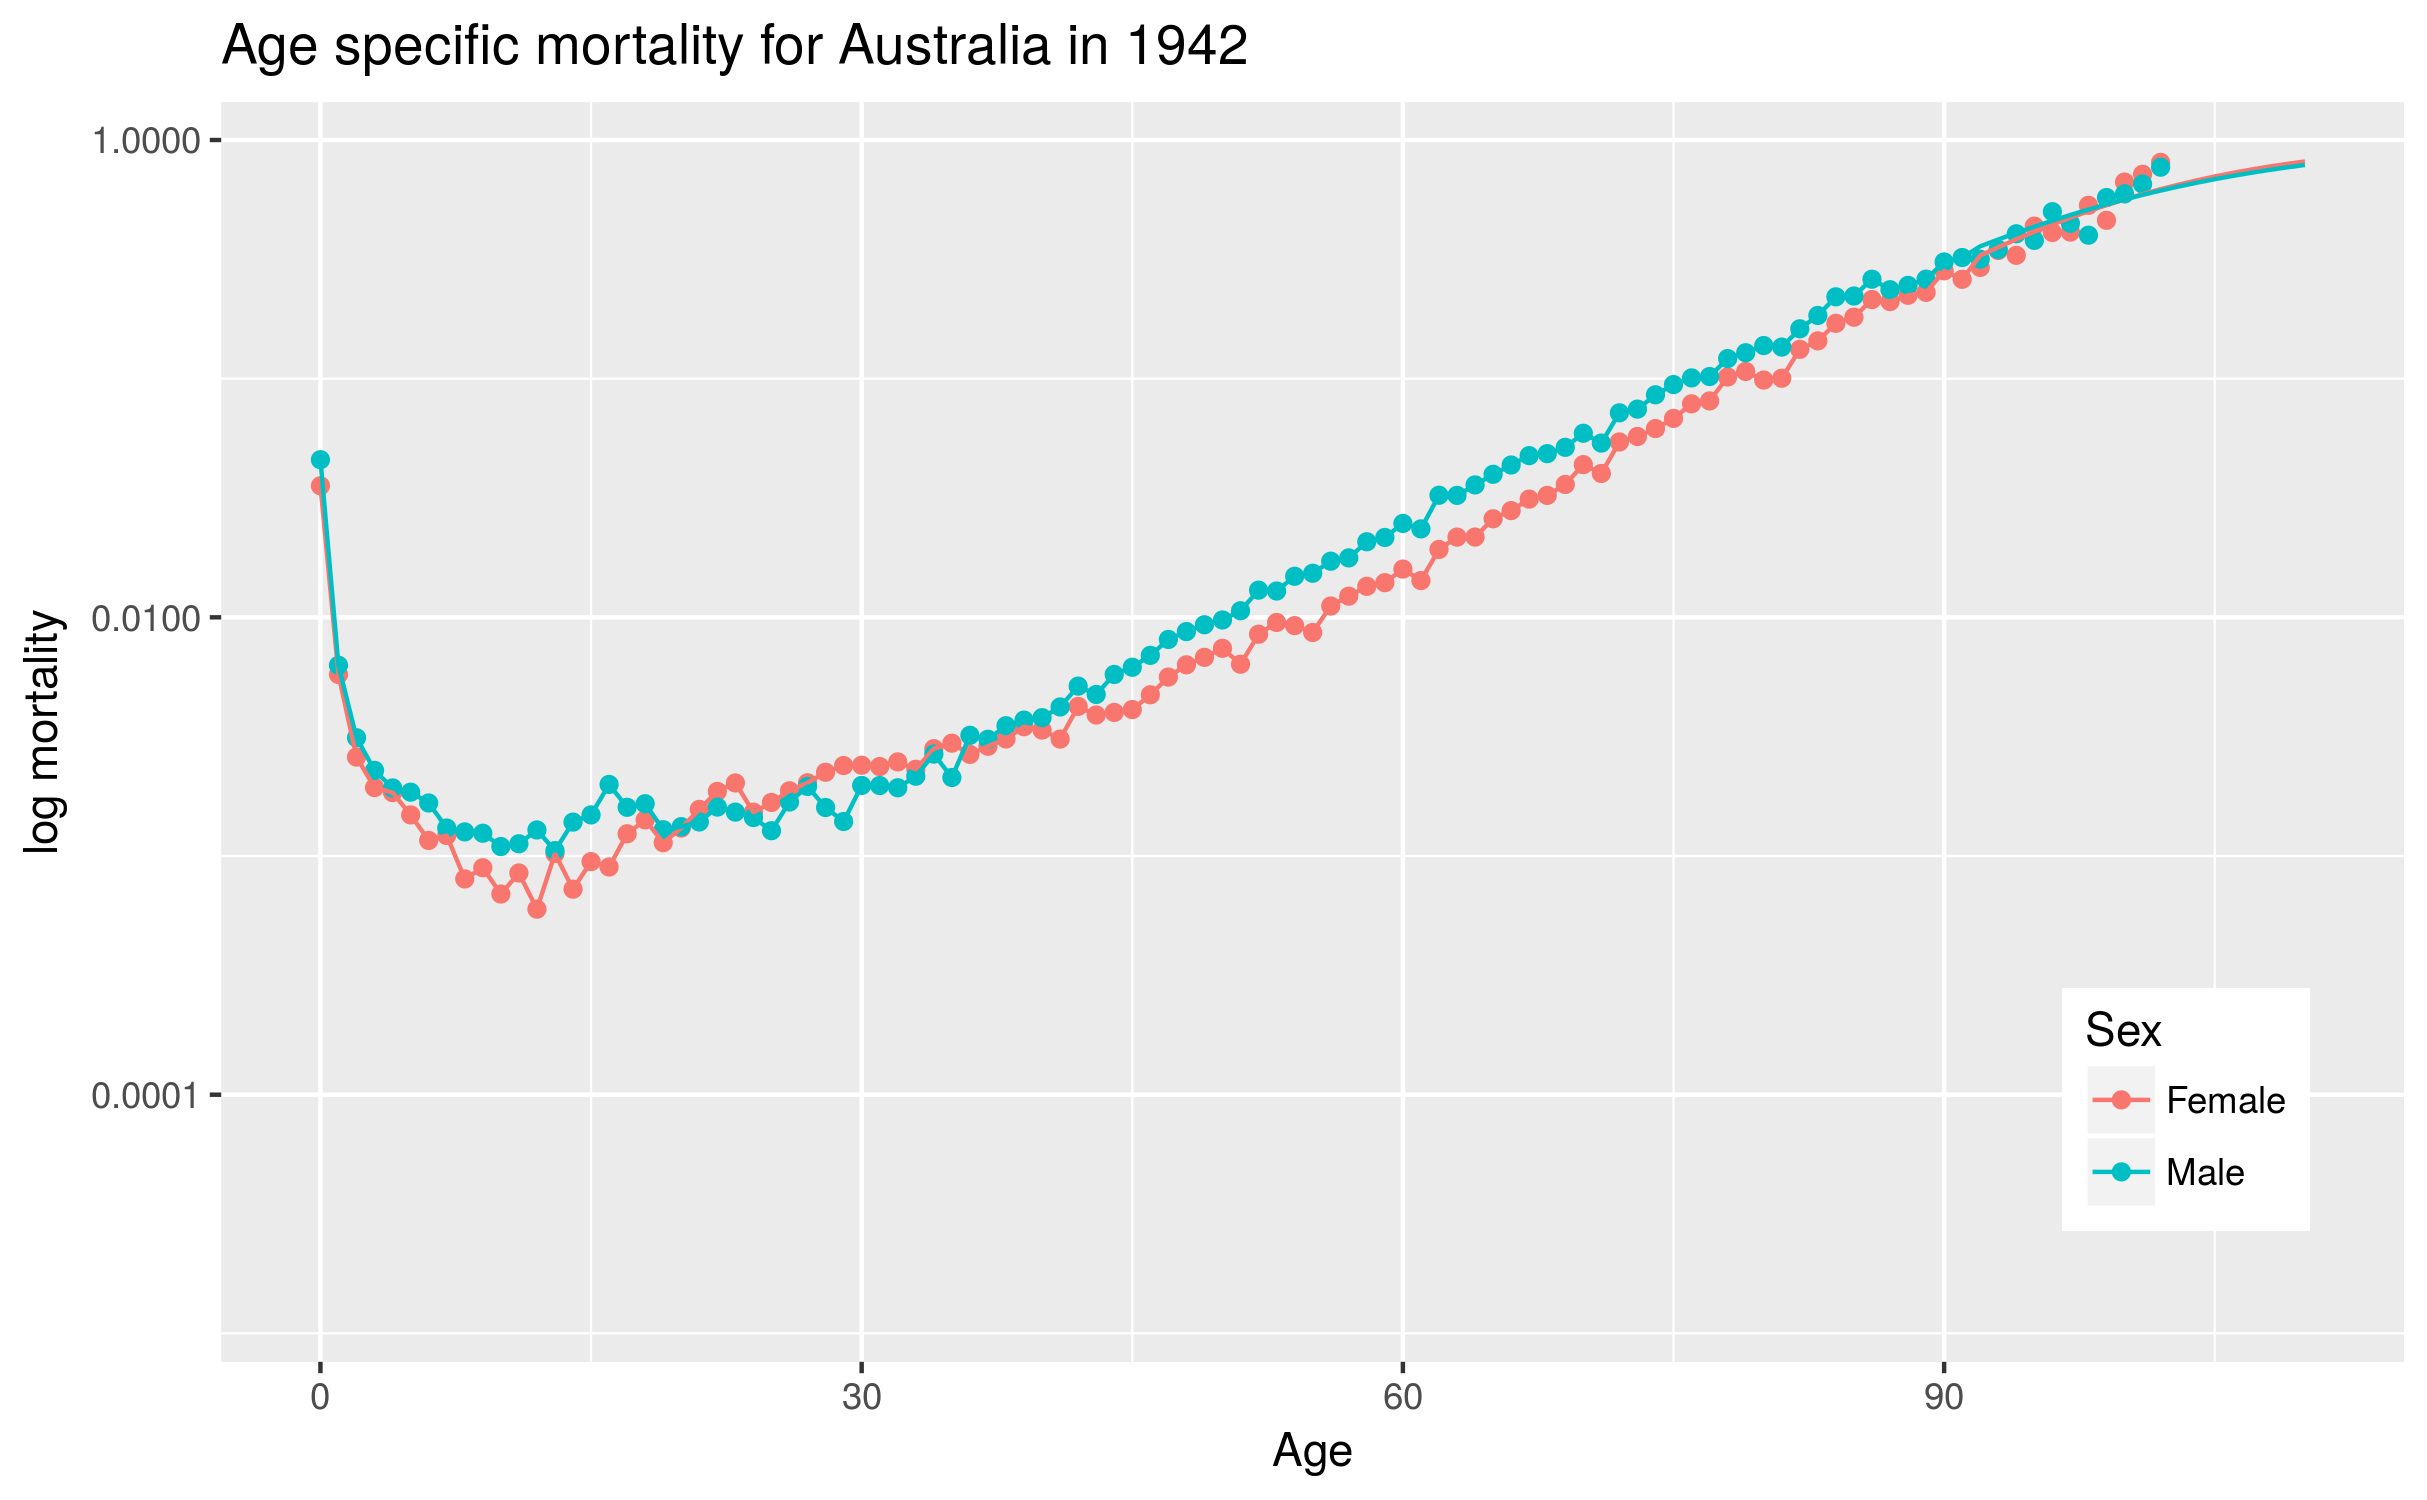 Age specific mortality for Australia in 1942
1.0000
0.0100
0.0001
log mortality
0
30
60
90
Age
Sex
Female
Male